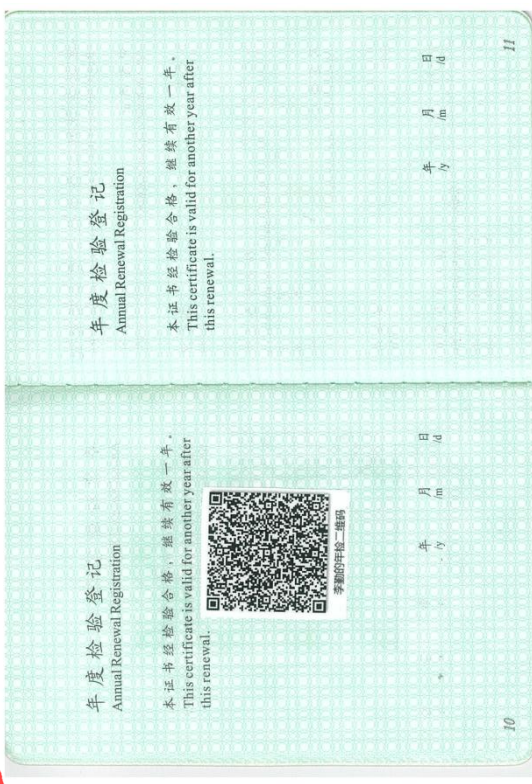 年度检验登记
Annual Renewal Registration
本证书经检验合格，继续有效一年。
This certificate is valid for another year after
this renewal.
李勤的年检二维码
年 月 日
/y /m /d
10
年度检验登记
Annual Renewal Registration
本证书经检验合格，继续有效一年。
This certificate is valid for another year after
this renewal.
年 月 日
/y /m /d
11